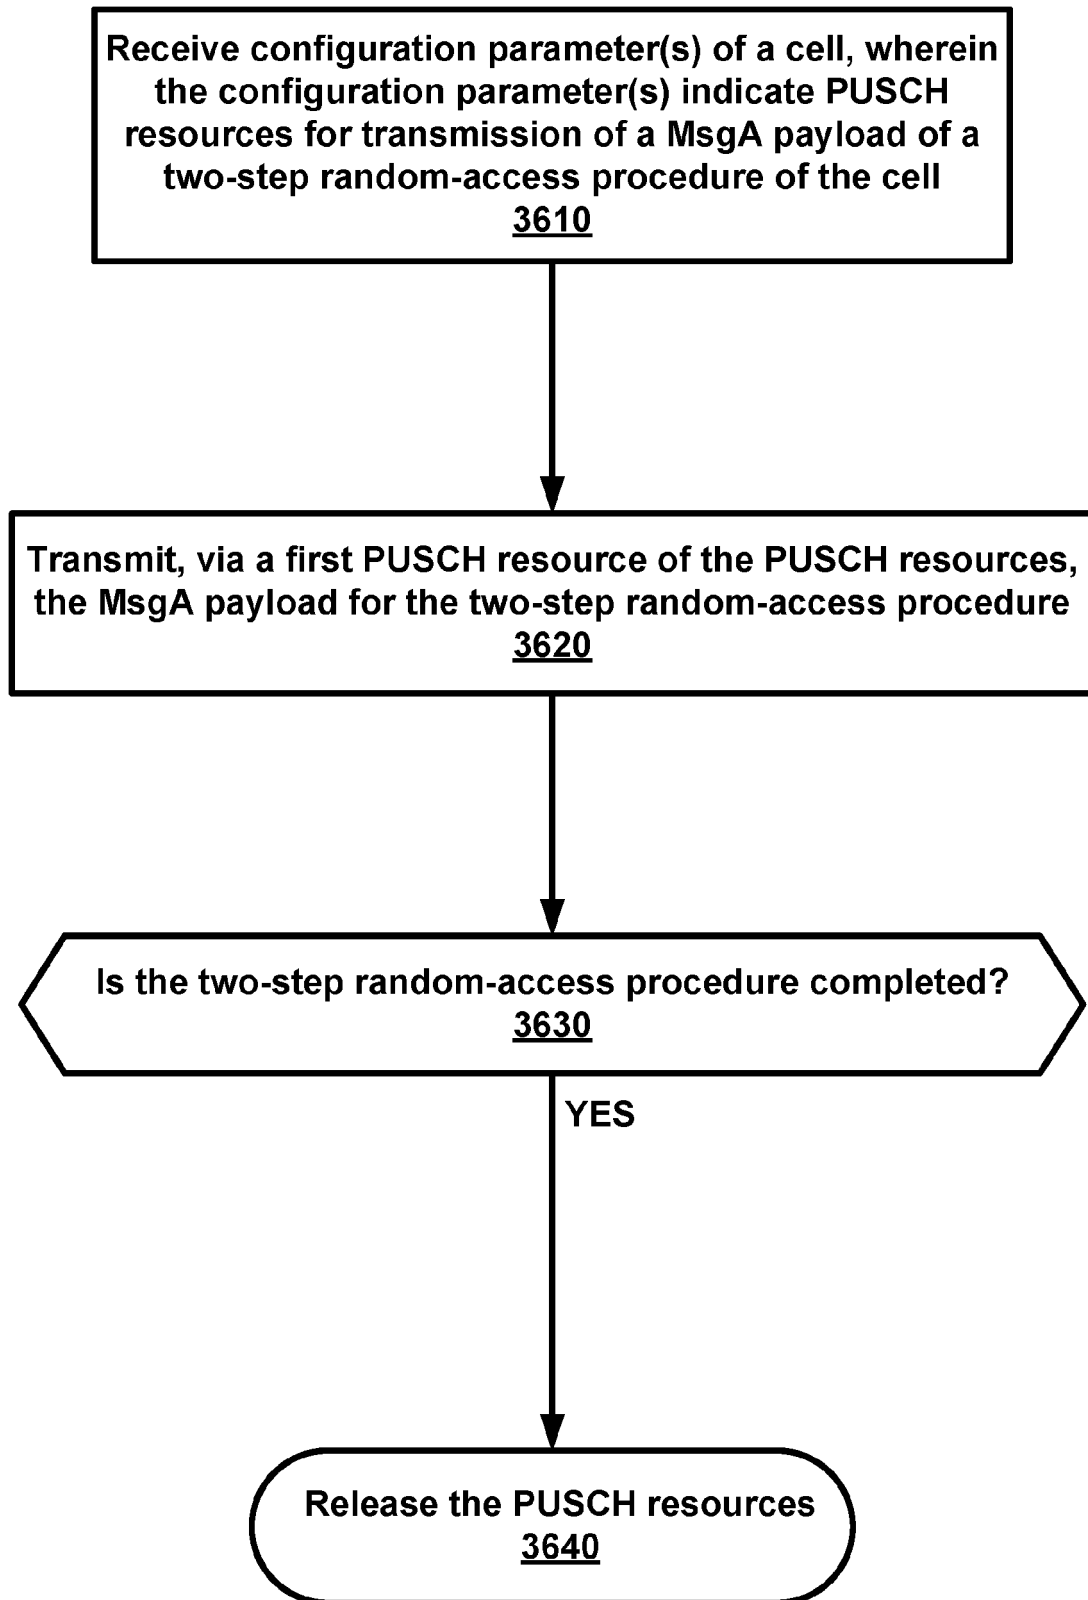 Receive configuration parameter(s) of a cell, wherein
the configuration parameter(s) indicate PUSCH
resources for transmission of a MsgA payload of a
two-step random-access procedure of the cell
3610
Transmit, via a first PUSCH resource of the PUSCH resources,
the MsgA payload for the two-step random-access procedure
3620
Is the two-step random-access procedure completed?
3630
YES
Release the PUSCH resources
3640